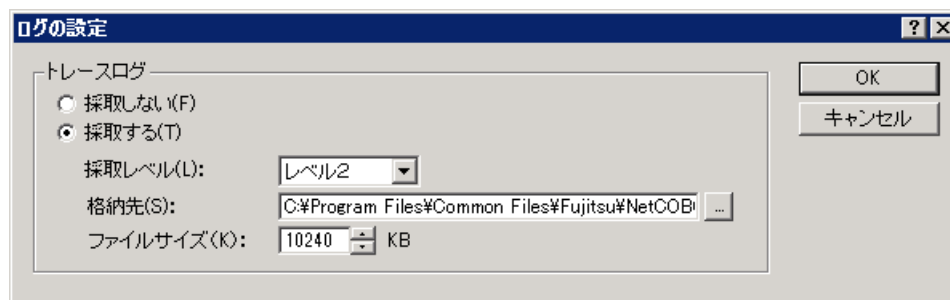 ログの設定
トレースログ
採取しない(F)
採取する(T)
採取レベル(L): レベル2
格納先(S): C:¥Program Files¥Common Files¥Fujitsu¥NetCOB ...
ファイルサイズ(K): 10240 KB
OK
キャンセル